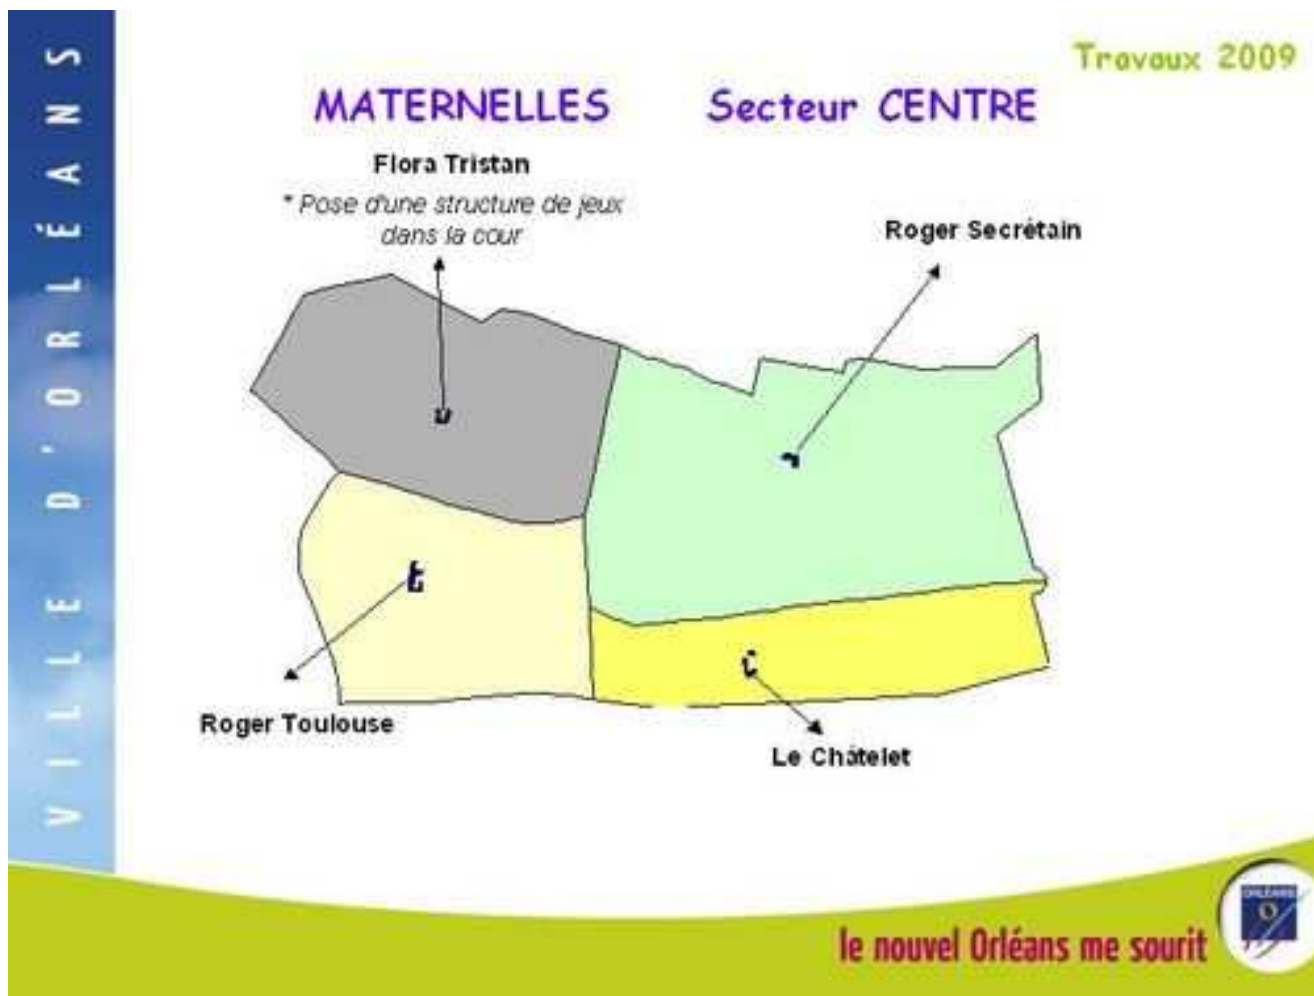 VILLE D'ORLÉANS
Travaux 2009
MATERNELLES Secteur CENTRE
Flora Tristan
* Pose d'une structure de jeux
dans la cour
Roger Secrétain
Roger Toulouse
Le Châtelet
le nouvel Orléans me sourit
ORLÉANS